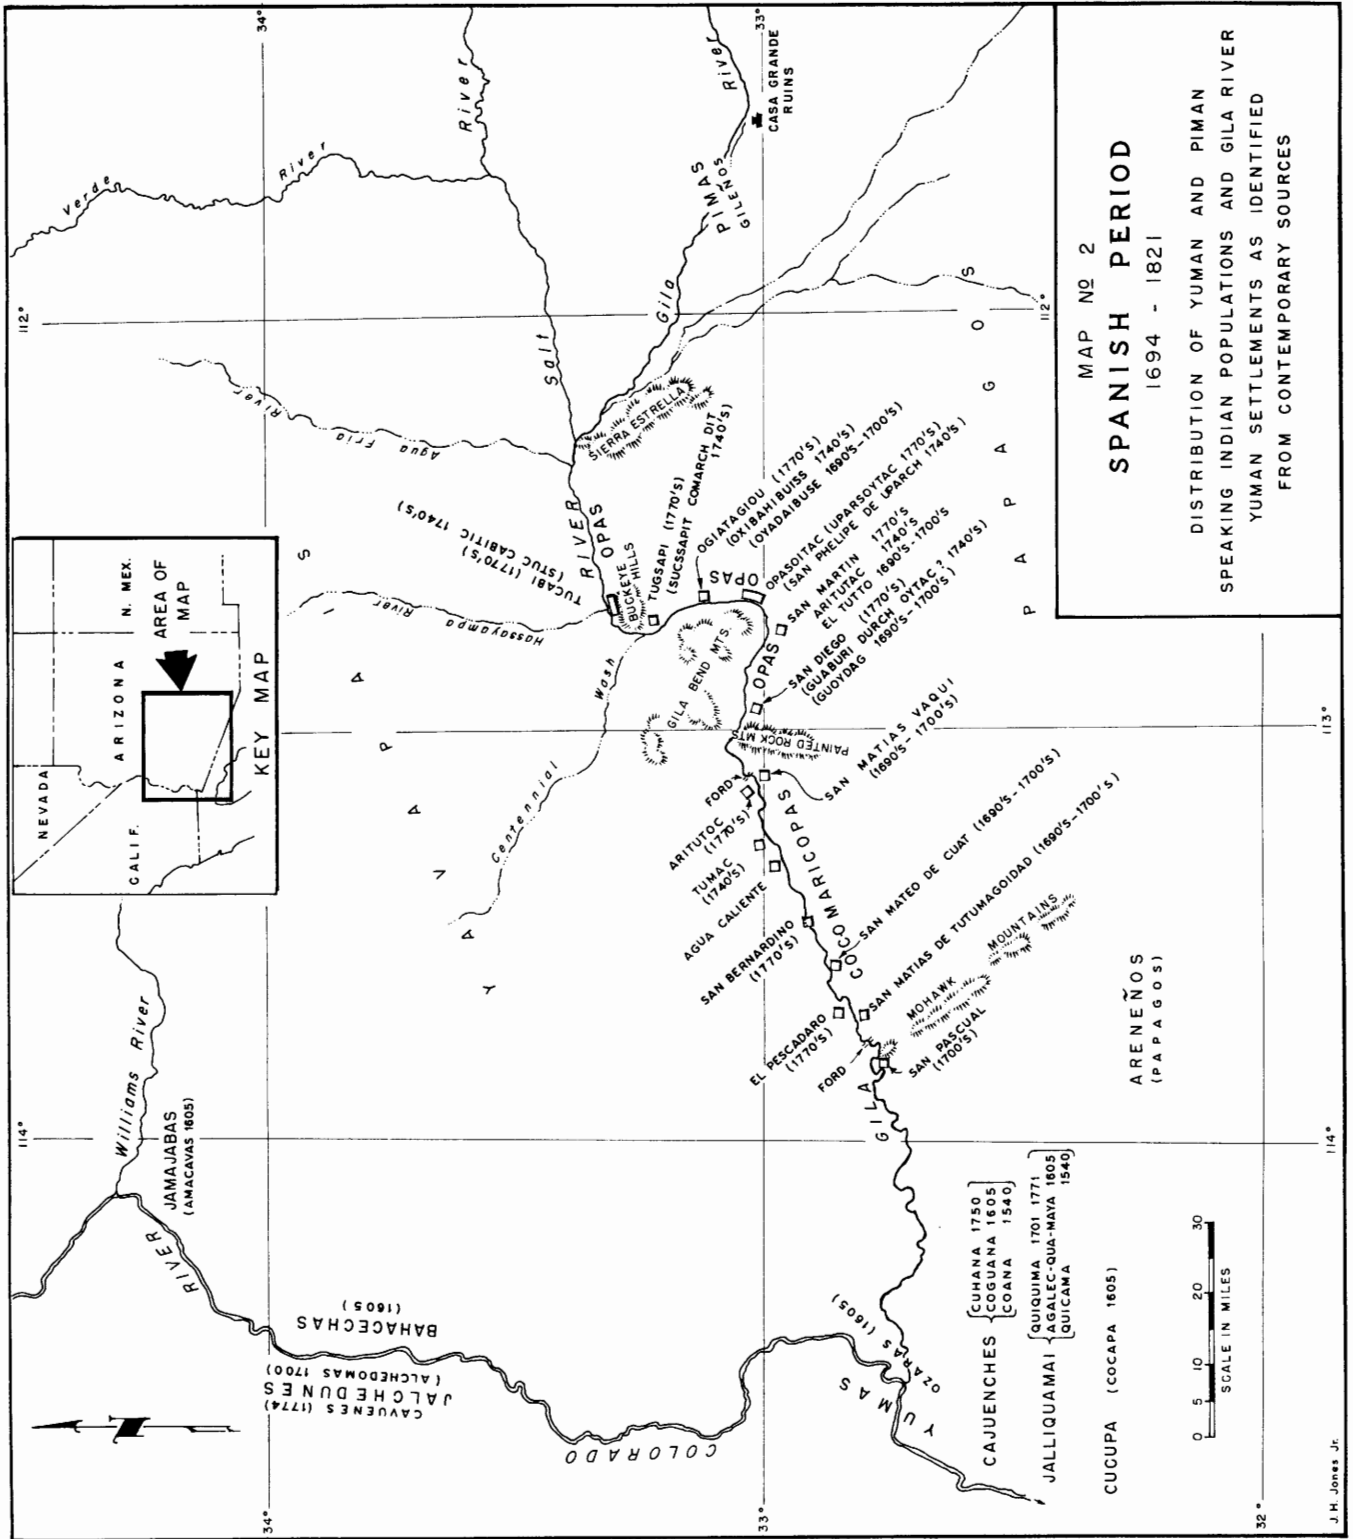 MAP Nº 2
SPANISH PERIOD
1694 - 1821
DISTRIBUTION OF YUMAN AND PIMAN
SPEAKING INDIAN POPULATIONS AND GILA RIVER
YUMAN SETTLEMENTS AS IDENTIFIED
FROM CONTEMPORARY SOURCES
NEVADA
ARIZONA
N. MEX.
CALIF.
AREA OF
MAP
KEY MAP
34°
34°
33°
33°
32°
112°
112°
113°
114°
114°
Williams River
JAMAJABAS
(AMACAVAS 1605)
RIVER
BAHACECHAS
(1605)
CAVUENES (1774)
JALCHEDUNES
(ALCHEDOMAS 1700)
COLORADO
YUMAS
OZARAS (1605)
CAJUENCHES
CUHANA 1750
COGUANA 1605
COANA 1540
JALLIQUAMAI
QUIQUIMA 1701 1771
AGALEC-QUA-MAYA 1605
QUICAMA 1540
CUCUPA (COCAPA 1605)
0 5 10 20 30
SCALE IN MILES
ARENEÑOS
(PAPAGOS)
YAVAPAIS
PAPAGOS
Verde
River
River
Salt
Agua Fria River
Hassayampa River
Centennial Wash
Gila
River
PIMAS
GILEÑOS
CASA GRANDE
RUINS
SIERRA ESTRELLA
RIVER
OPAS
BUCKEYE
HILLS
TUCABI (1770'S)
(STUC CABITIC 1740'S)
TUGSAPI (1770'S)
(SUCSSAPIT COMARCH DIT
1740'S)
OGIATAGIOU (1770'S)
(OXIBAHIBUISS 1740'S)
(OYADAIBUSE 1690'S-1700'S)
OPAS
OPASOITAC (UPARSOYTAC 1770'S)
(SAN PHELIPE DE UPARCH 1740'S)
SAN MARTIN 1770'S
ARITUTAC 1740'S
EL TUTTO 1690'S-1700'S
SAN DIEGO (1770'S)
(GUABURI DURCH OYTAC? 1740'S)
(GUOYDAG 1690'S-1700'S)
OPAS
GILA BEND MTS.
PAINTED ROCK MTS
SAN MATIAS VAQUI
(1690'S-1700'S)
FORD
ARITUTOC
(1770'S)
TUMAC
(1740'S)
AGUA CALIENTE
SAN BERNARDINO
(1770'S)
COCOMARICOPAS
SAN MATEO DE CUAT (1690'S-1700'S)
SAN MATIAS DE TUTUMAGOIDAD (1690'S-1700'S)
EL PESCADARO
(1770'S)
FORD
MOHAWK MOUNTAINS
SAN PASCUAL
(1700'S)
GILA
J.H. Jones Jr.